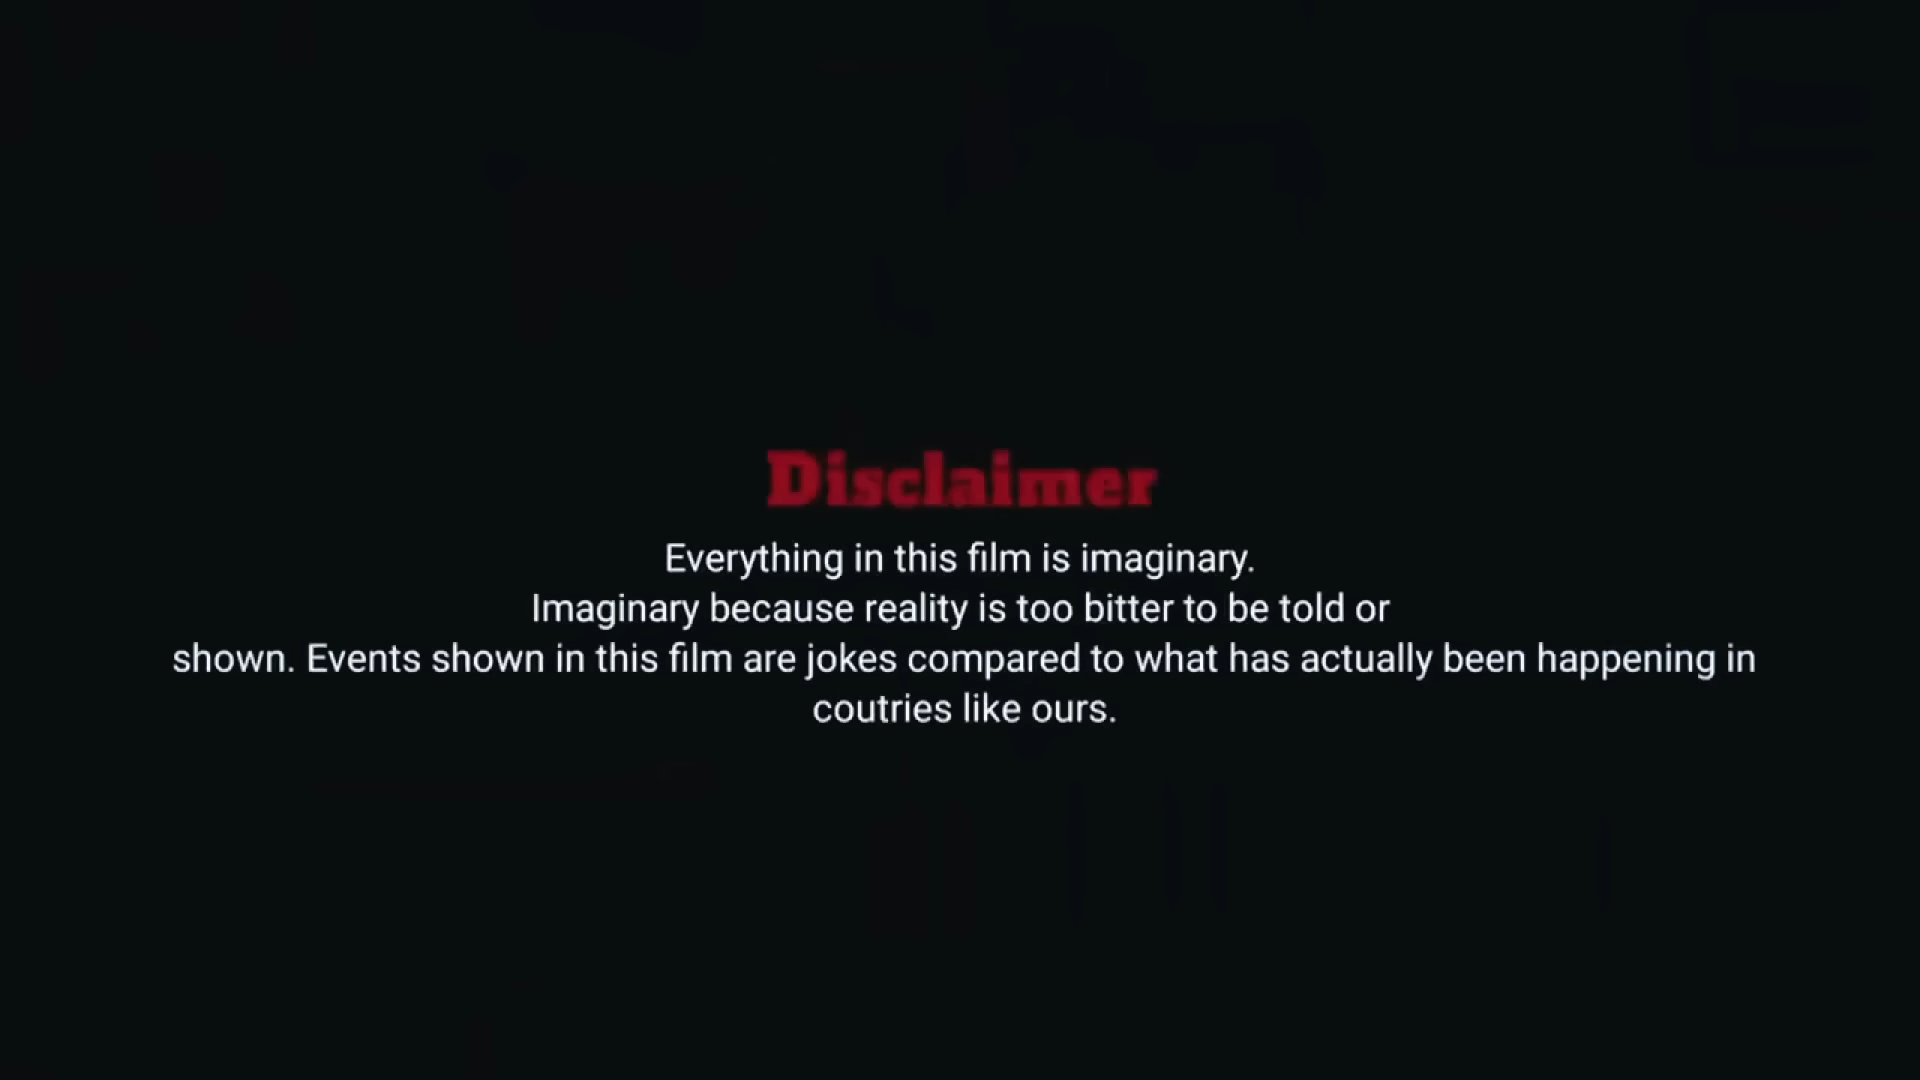 Disclaimer
Everything in this film is imaginary.
Imaginary because reality is too bitter to be told or
shown. Events shown in this film are jokes compared to what has actually been happening in
coutries like ours.